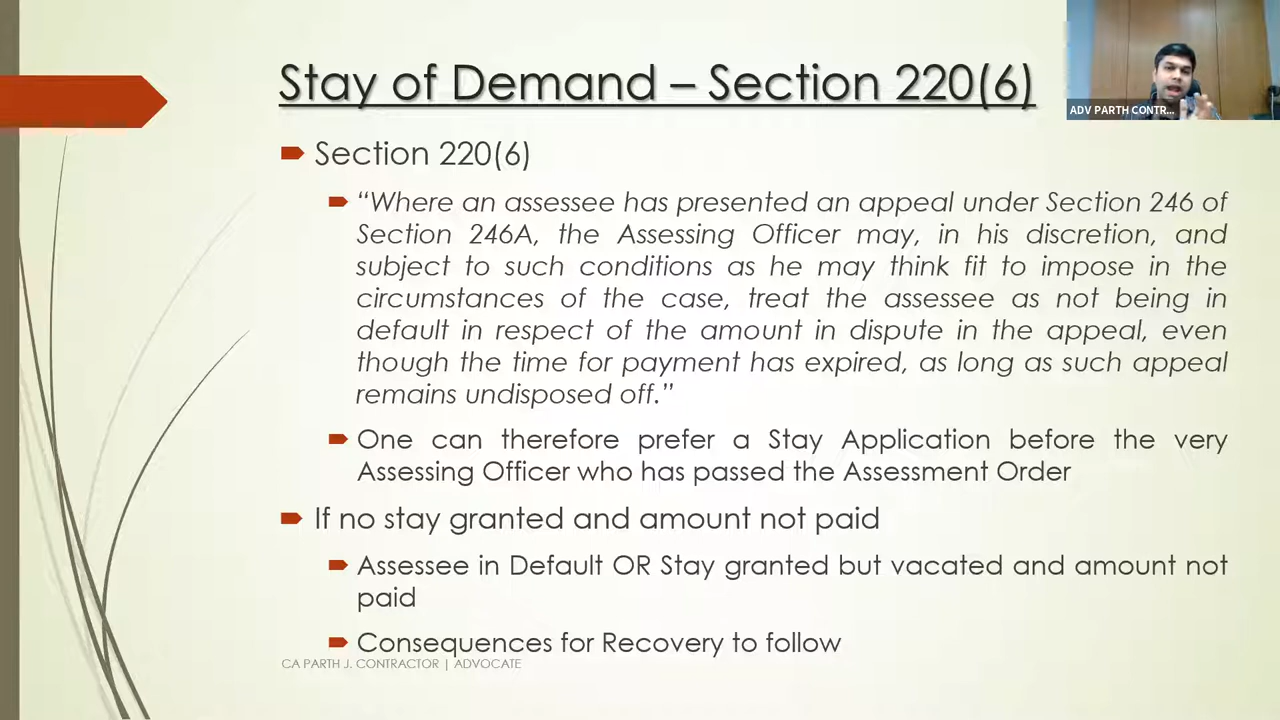 Stay of Demand – Section 220(6)
ADV PARTH CONTR...
Section 220(6)
“Where an assessee has presented an appeal under Section 246 of
Section 246A, the Assessing Officer may, in his discretion, and
subject to such conditions as he may think fit to impose in the
circumstances of the case, treat the assessee as not being in
default in respect of the amount in dispute in the appeal, even
though the time for payment has expired, as long as such appeal
remains undisposed off.”
One can therefore prefer a Stay Application before the very
Assessing Officer who has passed the Assessment Order
If no stay granted and amount not paid
Assessee in Default OR Stay granted but vacated and amount not
paid
Consequences for Recovery to follow
CA PARTH J. CONTRACTOR | ADVOCATE